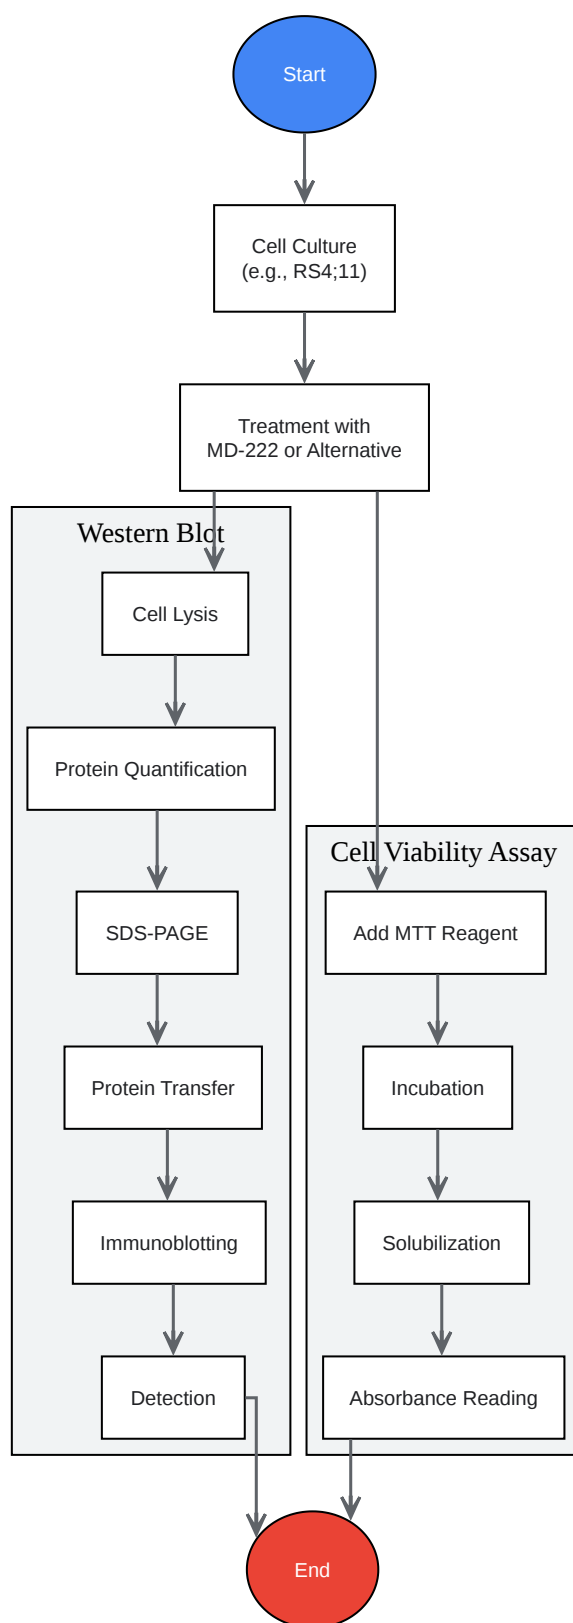 Start
Cell Culture
(e.g., RS4;11)
Treatment with
MD-222 or Alternative
Western Blot
Cell Lysis
Protein Quantification
SDS-PAGE
Protein Transfer
Immunoblotting
Detection
Cell Viability Assay
Add MTT Reagent
Incubation
Solubilization
Absorbance Reading
End